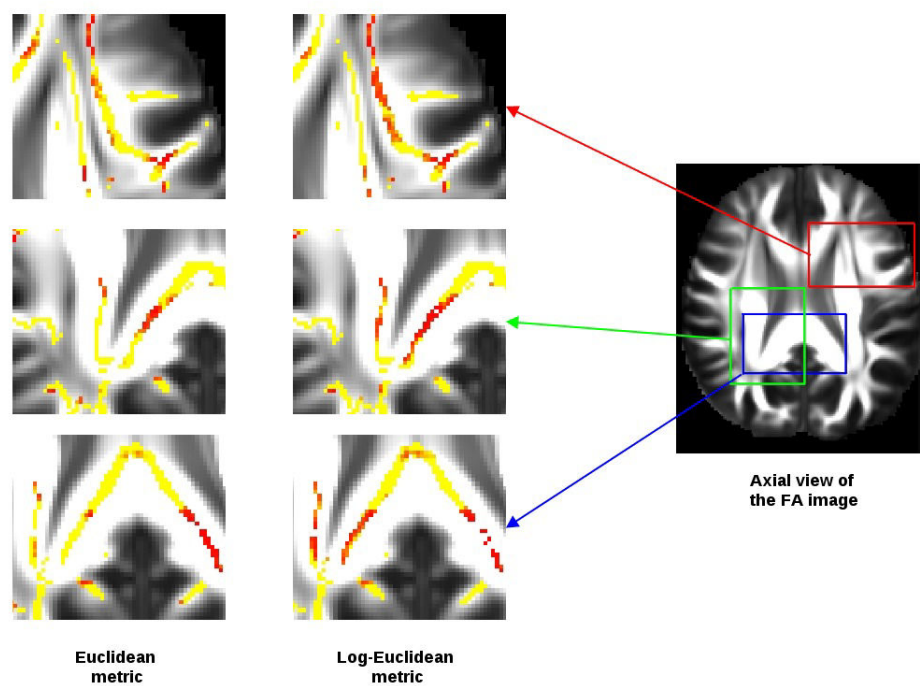 Axial view of
the FA image
Euclidean
metric
Log-Euclidean
metric